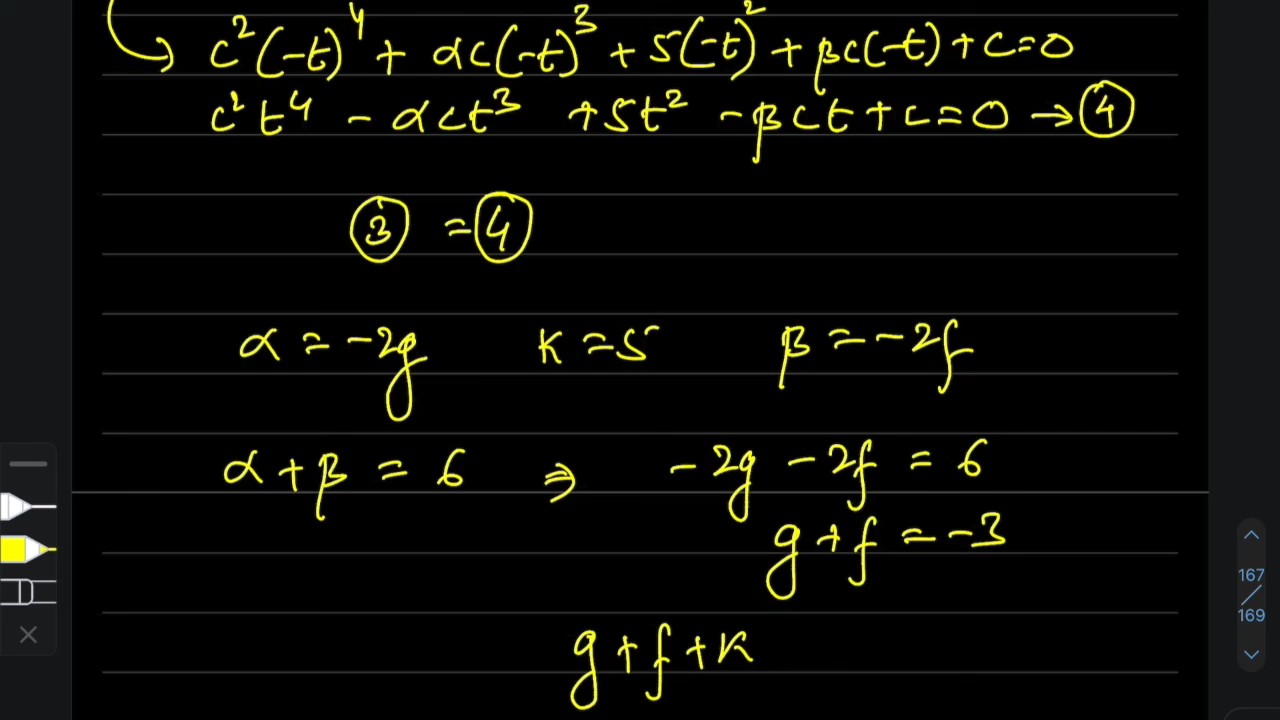 c²(-t)⁴ + αc(-t)³ + 5(-t)² + βc(-t) + c = 0
c²t⁴ - αct³ + 5t² - βct + c = 0 → ④
③ = ④
α = -2g K = 5 β = -2f
α + β = 6 ⇒ -2g - 2f = 6
g + f = -3
g + f + K
167
169